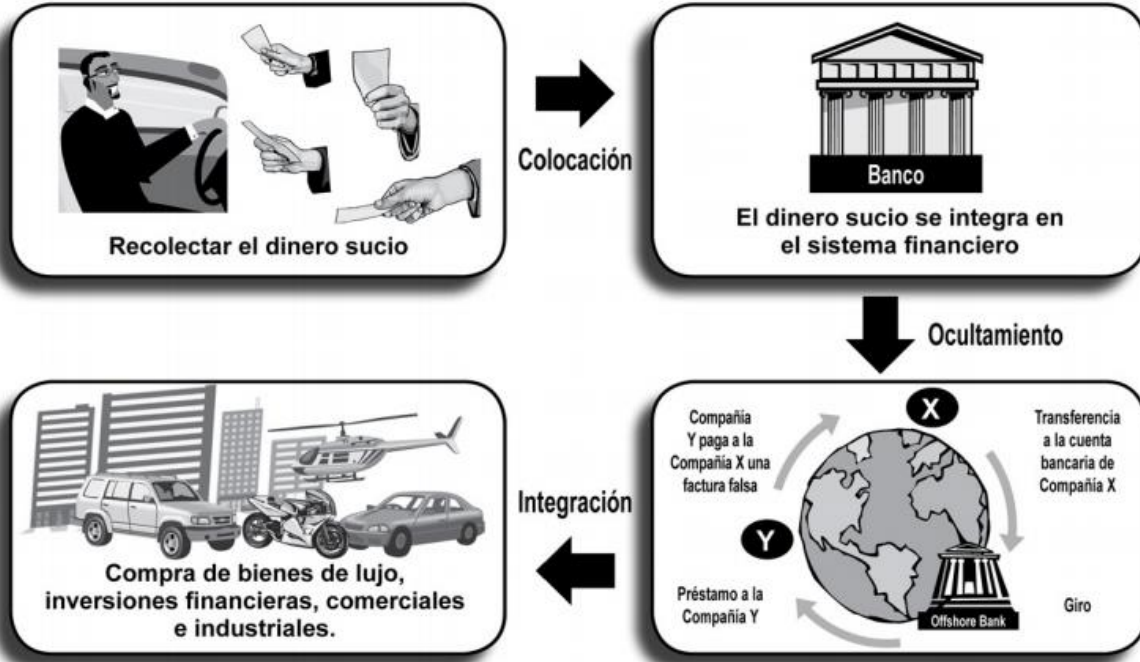 Recolectar el dinero sucio
Colocación
Banco
El dinero sucio se integra en
el sistema financiero
Ocultamiento
X
Transferencia
a la cuenta
bancaria de
Compañía X
Giro
Offshore Bank
Préstamo a la
Compañía Y
Y
Compañía
Y paga a la
Compañía X una
factura falsa
Integración
Compra de bienes de lujo,
inversiones financieras, comerciales
e industriales.